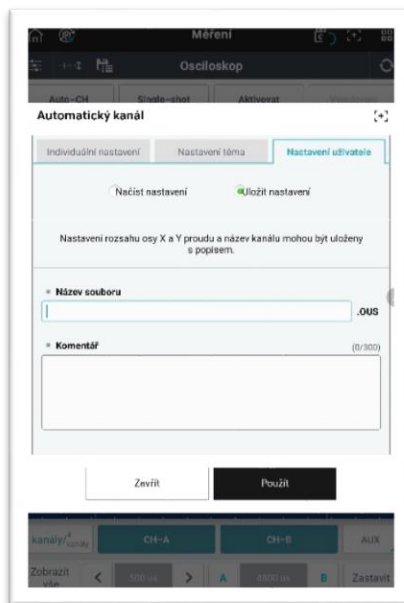 Měření
Osciloskop
Auto-CH Single-shot Aktivovat
Automatický kanál
Individuální nastavení Nastavení téma Nastavení uživatele
Načíst nastavení Uložit nastavení
Nastavení rozsahu osy X a Y proudu a název kanálu mohou být uloženy
s popisem.
Název souboru
.OUS
Komentář (0/300)
Zavřít Použít
kanály/4 kanály CH-A CH-B AUX
Zobrazit vše 500 us A 4800 us B Zastavit